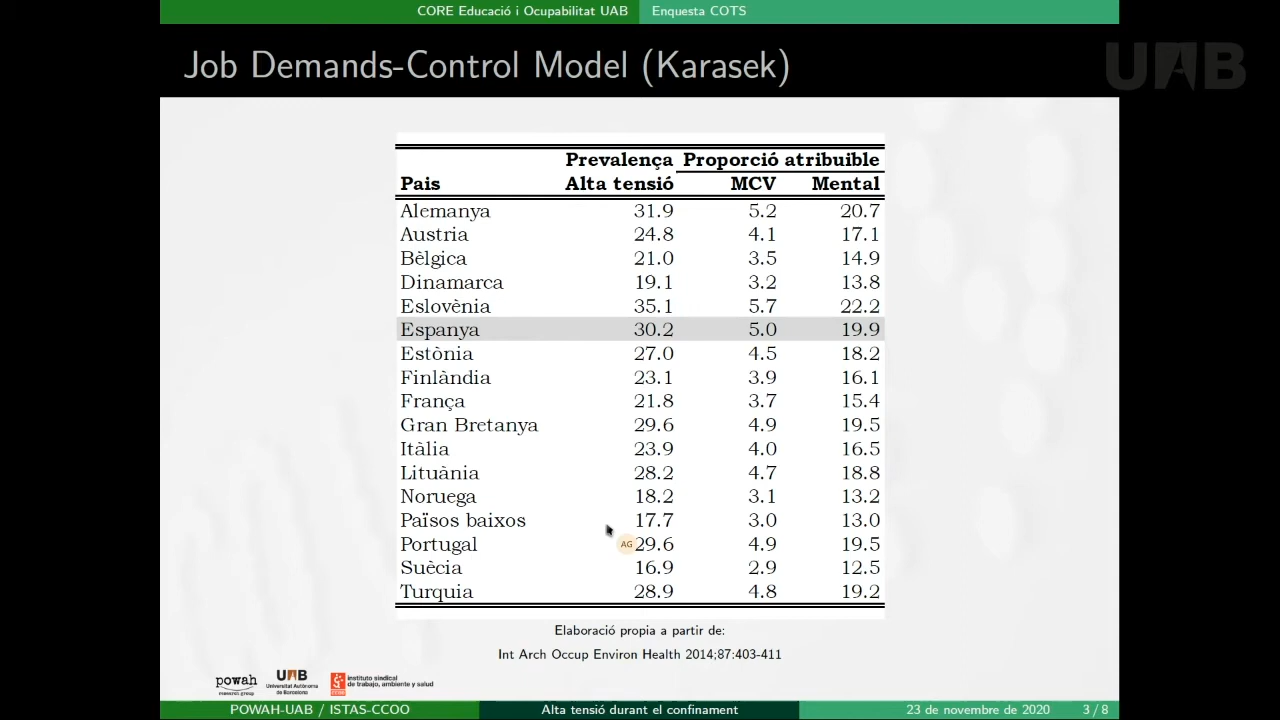 CORE Educació i Ocupabilitat UAB Enquesta COTS
Job Demands-Control Model (Karasek)
UAB
Prevalença Proporció atribuible
Pais Alta tensió MCV Mental
Alemanya 31.9 5.2 20.7
Austria 24.8 4.1 17.1
Bèlgica 21.0 3.5 14.9
Dinamarca 19.1 3.2 13.8
Eslovènia 35.1 5.7 22.2
Espanya 30.2 5.0 19.9
Estònia 27.0 4.5 18.2
Finlàndia 23.1 3.9 16.1
França 21.8 3.7 15.4
Gran Bretanya 29.6 4.9 19.5
Itàlia 23.9 4.0 16.5
Lituània 28.2 4.7 18.8
Noruega 18.2 3.1 13.2
Països baixos 17.7 3.0 13.0
Portugal AG 29.6 4.9 19.5
Suècia 16.9 2.9 12.5
Turquia 28.9 4.8 19.2
Elaboració propia a partir de:
Int Arch Occup Environ Health 2014;87:403-411
powah research group
UAB Universitat Autònoma de Barcelona
instituto sindical de trabajo, ambiente y salud
POWAH-UAB / ISTAS-CCOO Alta tensió durant el confinament 23 de novembre de 2020 3 / 8